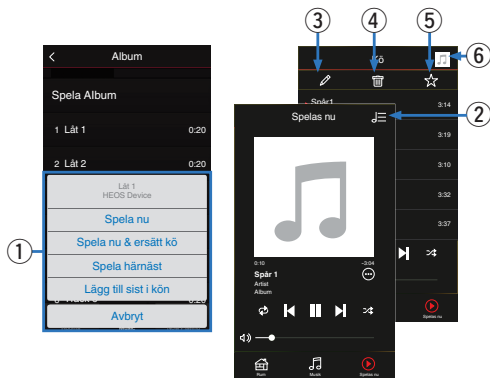 3
4
5
6
2
1
Album
Spela Album
1 Låt 1 0:20
2 Låt 2 0:20
Låt 1
HEOS Device
Spela nu
Spela nu & ersätt kö
Spela härnäst
Lägg till sist i kön
0:20
Avbryt
Spår1 3:14
3:19
3:10
3:32
3:37
Spelas nu
Spelas nu
0:10 -3:04
Spår 1
Artist
Album
Rum Musik Spelas nu